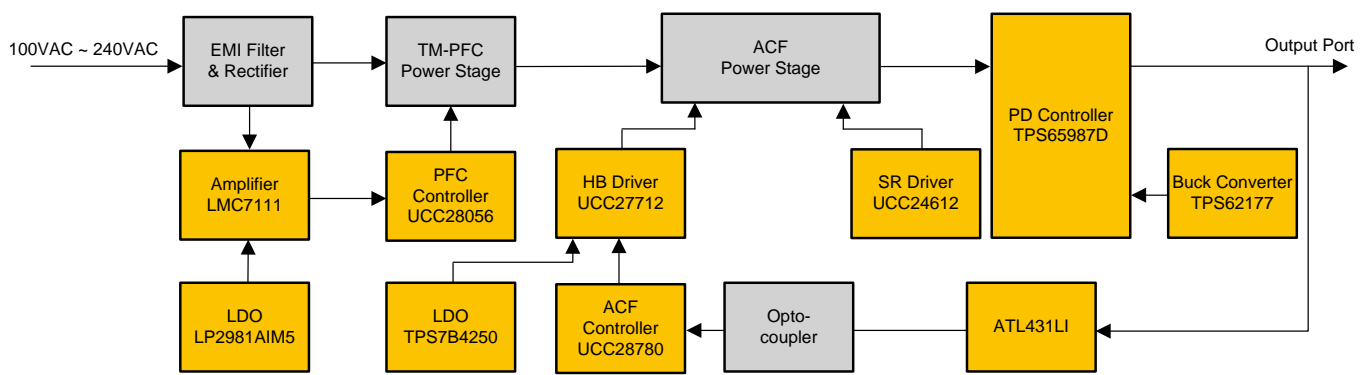 100VAC ~ 240VAC
EMI Filter
& Rectifier
TM-PFC
Power Stage
ACF
Power Stage
PD Controller
TPS65987D
Output Port
Amplifier
LMC7111
PFC
Controller
UCC28056
HB Driver
UCC27712
SR Driver
UCC24612
Buck Converter
TPS62177
LDO
LP2981AIM5
LDO
TPS7B4250
ACF
Controller
UCC28780
Opto-
coupler
ATL431LI